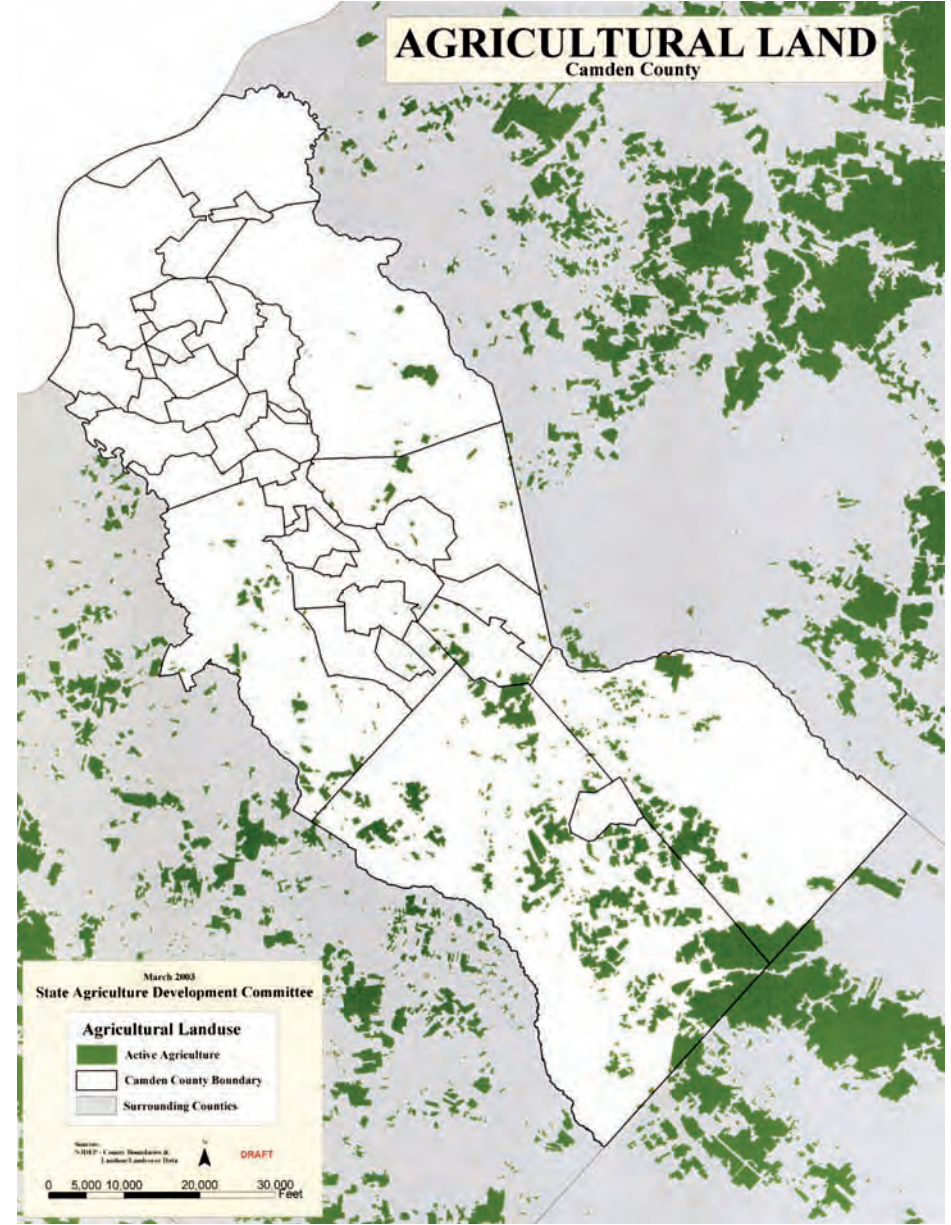 AGRICULTURAL LAND
Camden County
March 2003
State Agriculture Development Committee
Agricultural Landuse
Active Agriculture
Camden County Boundary
Surrounding Counties
Sources:
NJDEP - County Boundaries &
Landuse/Landcover Data
N
DRAFT
0 5,000 10,000 20,000 30,000
Feet